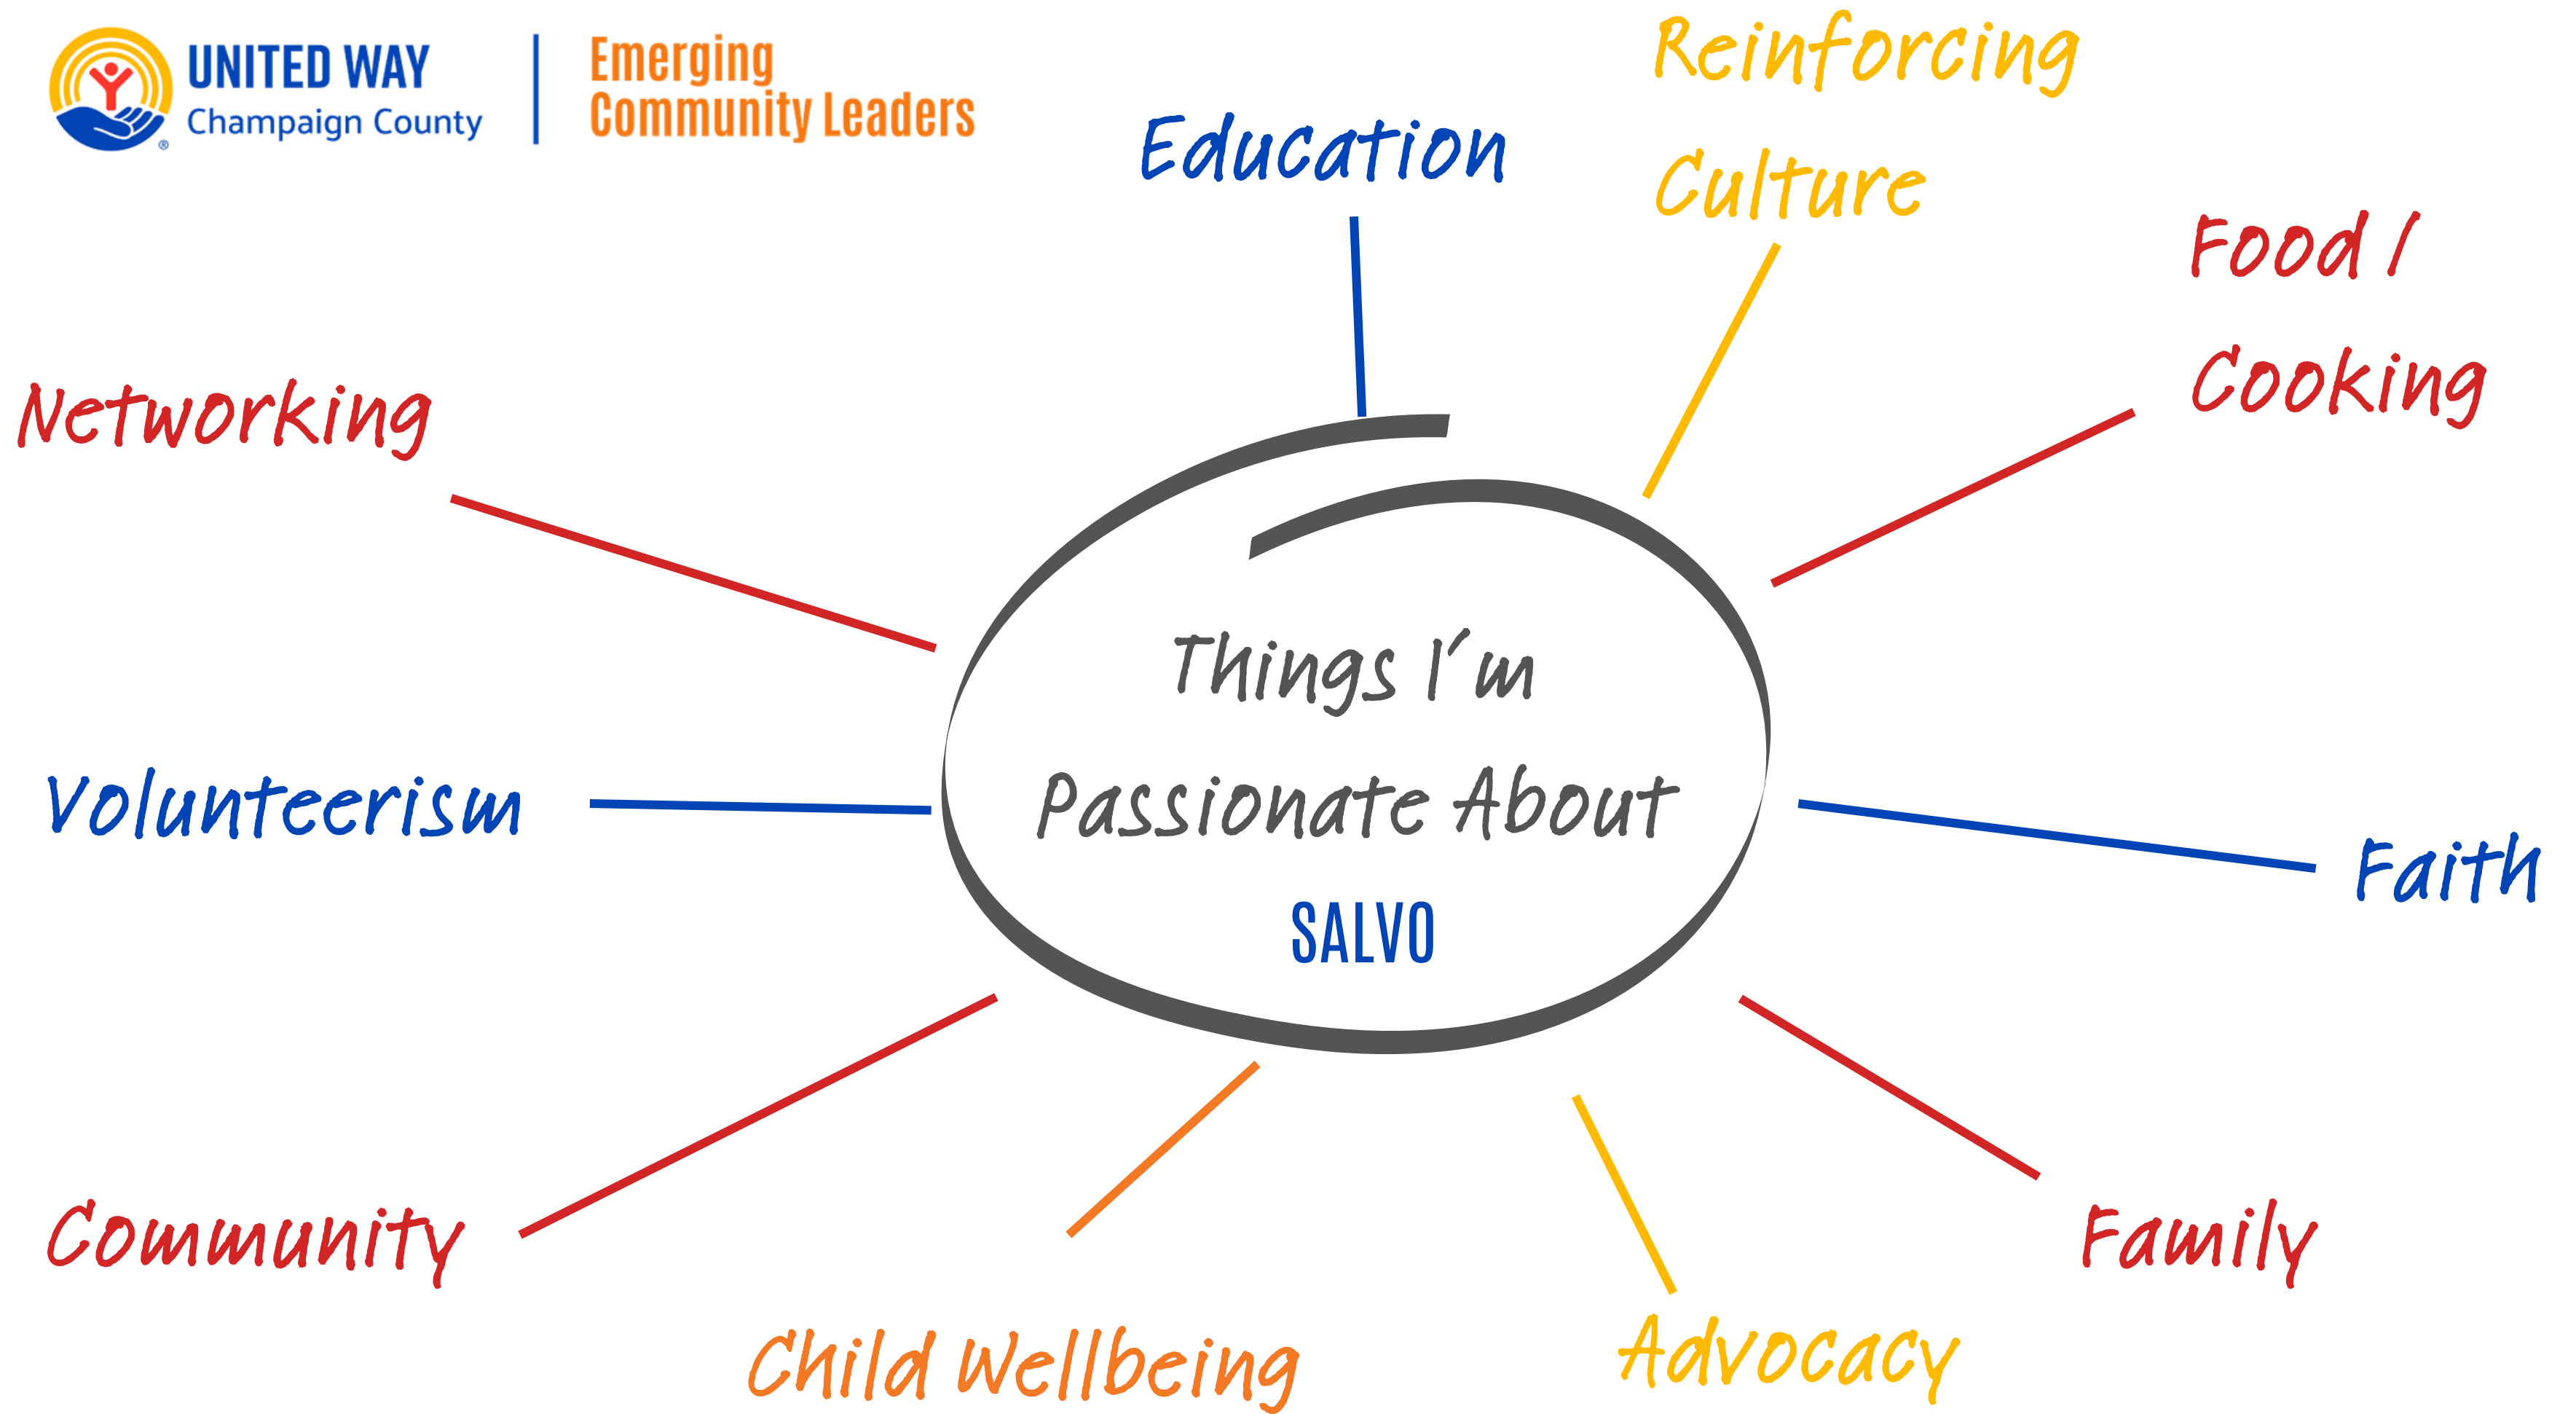 UNITED WAY
Champaign County
®
Emerging
Community Leaders
Education
Reinforcing
Culture
Food /
Cooking
Networking
Things I'm
Passionate About
SALVO
Volunteerism
Faith
Community
Family
Child Wellbeing
Advocacy